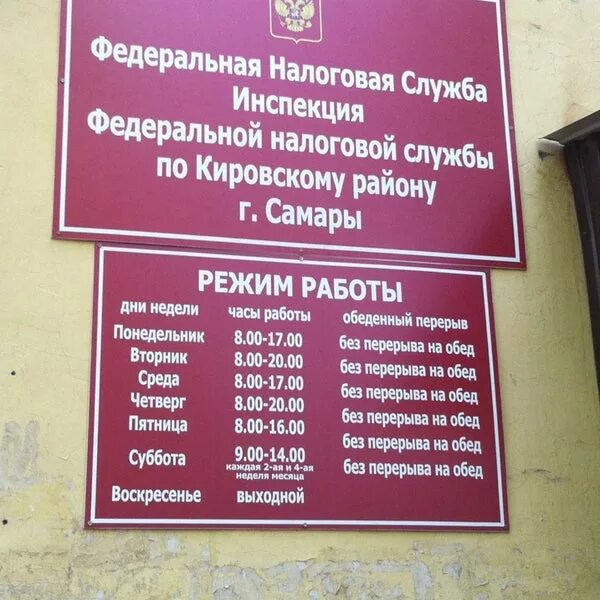 Федеральная Налоговая Служба
Инспекция
Федеральной налоговой службы
по Кировскому району
г. Самары
РЕЖИМ РАБОТЫ
дни недели часы работы обеденный перерыв
Понедельник 8.00-17.00 без перерыва на обед
Вторник 8.00-20.00 без перерыва на обед
Среда 8.00-17.00 без перерыва на обед
Четверг 8.00-20.00 без перерыва на обед
Пятница 8.00-16.00 без перерыва на обед
Суббота 9.00-14.00 без перерыва на обед
каждая 2-ая и 4-ая
неделя месяца
Воскресенье выходной